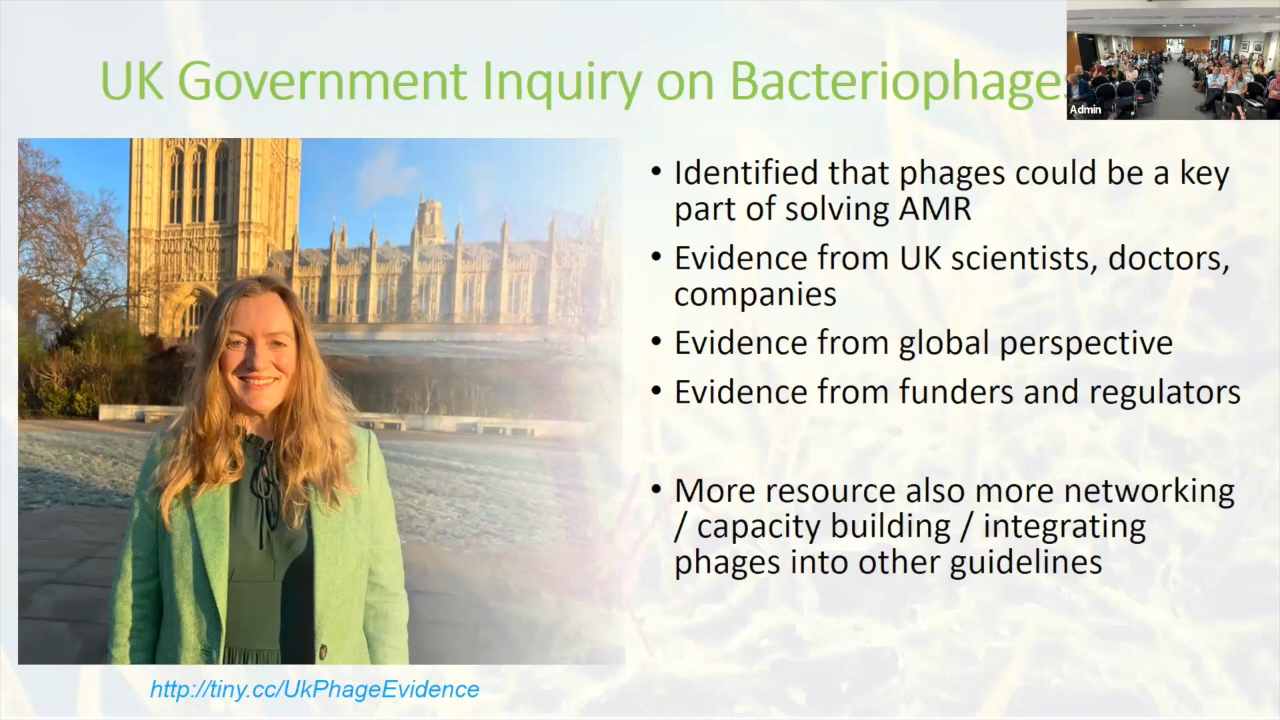 UK Government Inquiry on Bacteriophages
Admin
• Identified that phages could be a key
part of solving AMR
• Evidence from UK scientists, doctors,
companies
• Evidence from global perspective
• Evidence from funders and regulators
• More resource also more networking
/ capacity building / integrating
phages into other guidelines
http://tiny.cc/UkPhageEvidence